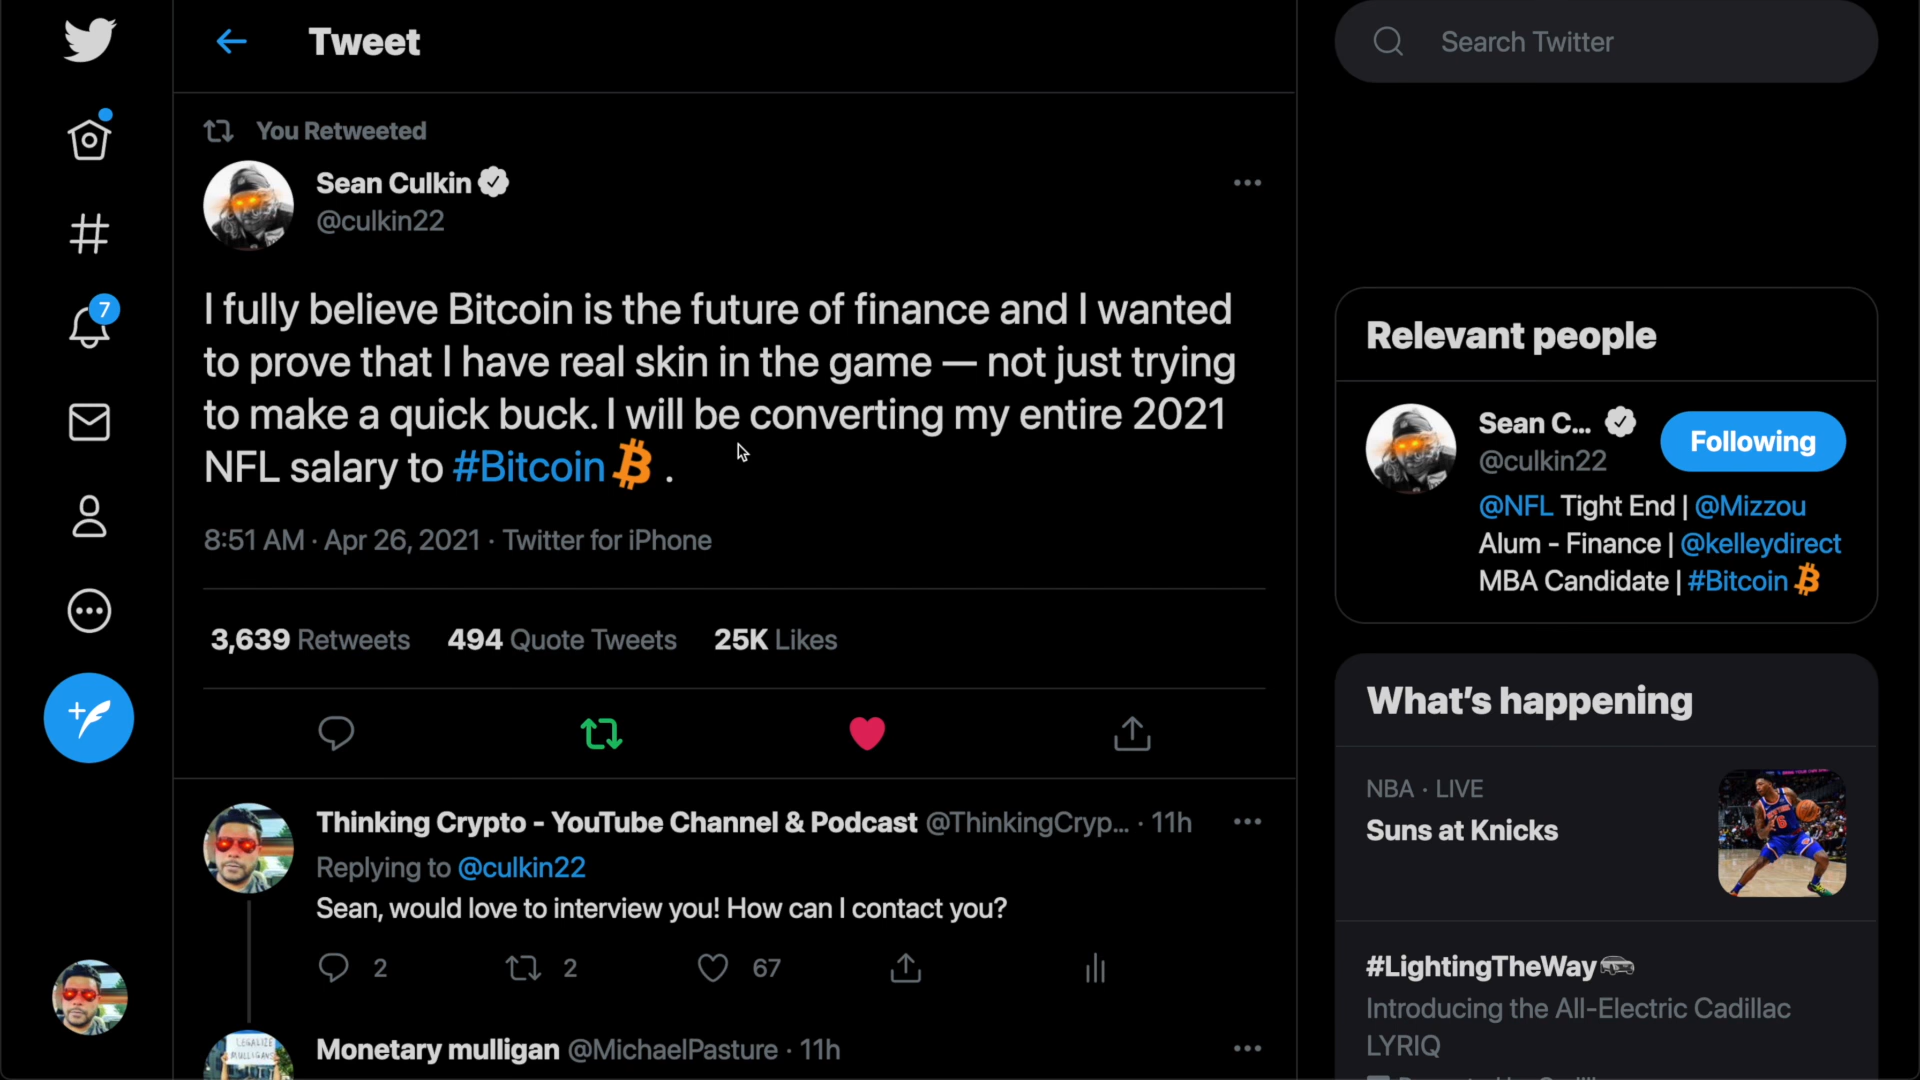 Tweet
Search Twitter
You Retweeted
Sean Culkin
@culkin22
7
I fully believe Bitcoin is the future of finance and I wanted
to prove that I have real skin in the game — not just trying
to make a quick buck. I will be converting my entire 2021
NFL salary to #Bitcoin .
8:51 AM · Apr 26, 2021 · Twitter for iPhone
3,639 Retweets 494 Quote Tweets 25K Likes
Thinking Crypto - YouTube Channel & Podcast @ThinkingCryp... · 11h
Replying to @culkin22
Sean, would love to interview you! How can I contact you?
2 2 67
LEGALIZE
MULLIGANS
Monetary mulligan @MichaelPasture · 11h
Relevant people
Sean C...
@culkin22
Following
@NFL Tight End | @Mizzou
Alum - Finance | @kelleydirect
MBA Candidate | #Bitcoin
What's happening
NBA · LIVE
Suns at Knicks
#LightingTheWay
Introducing the All-Electric Cadillac
LYRIQ